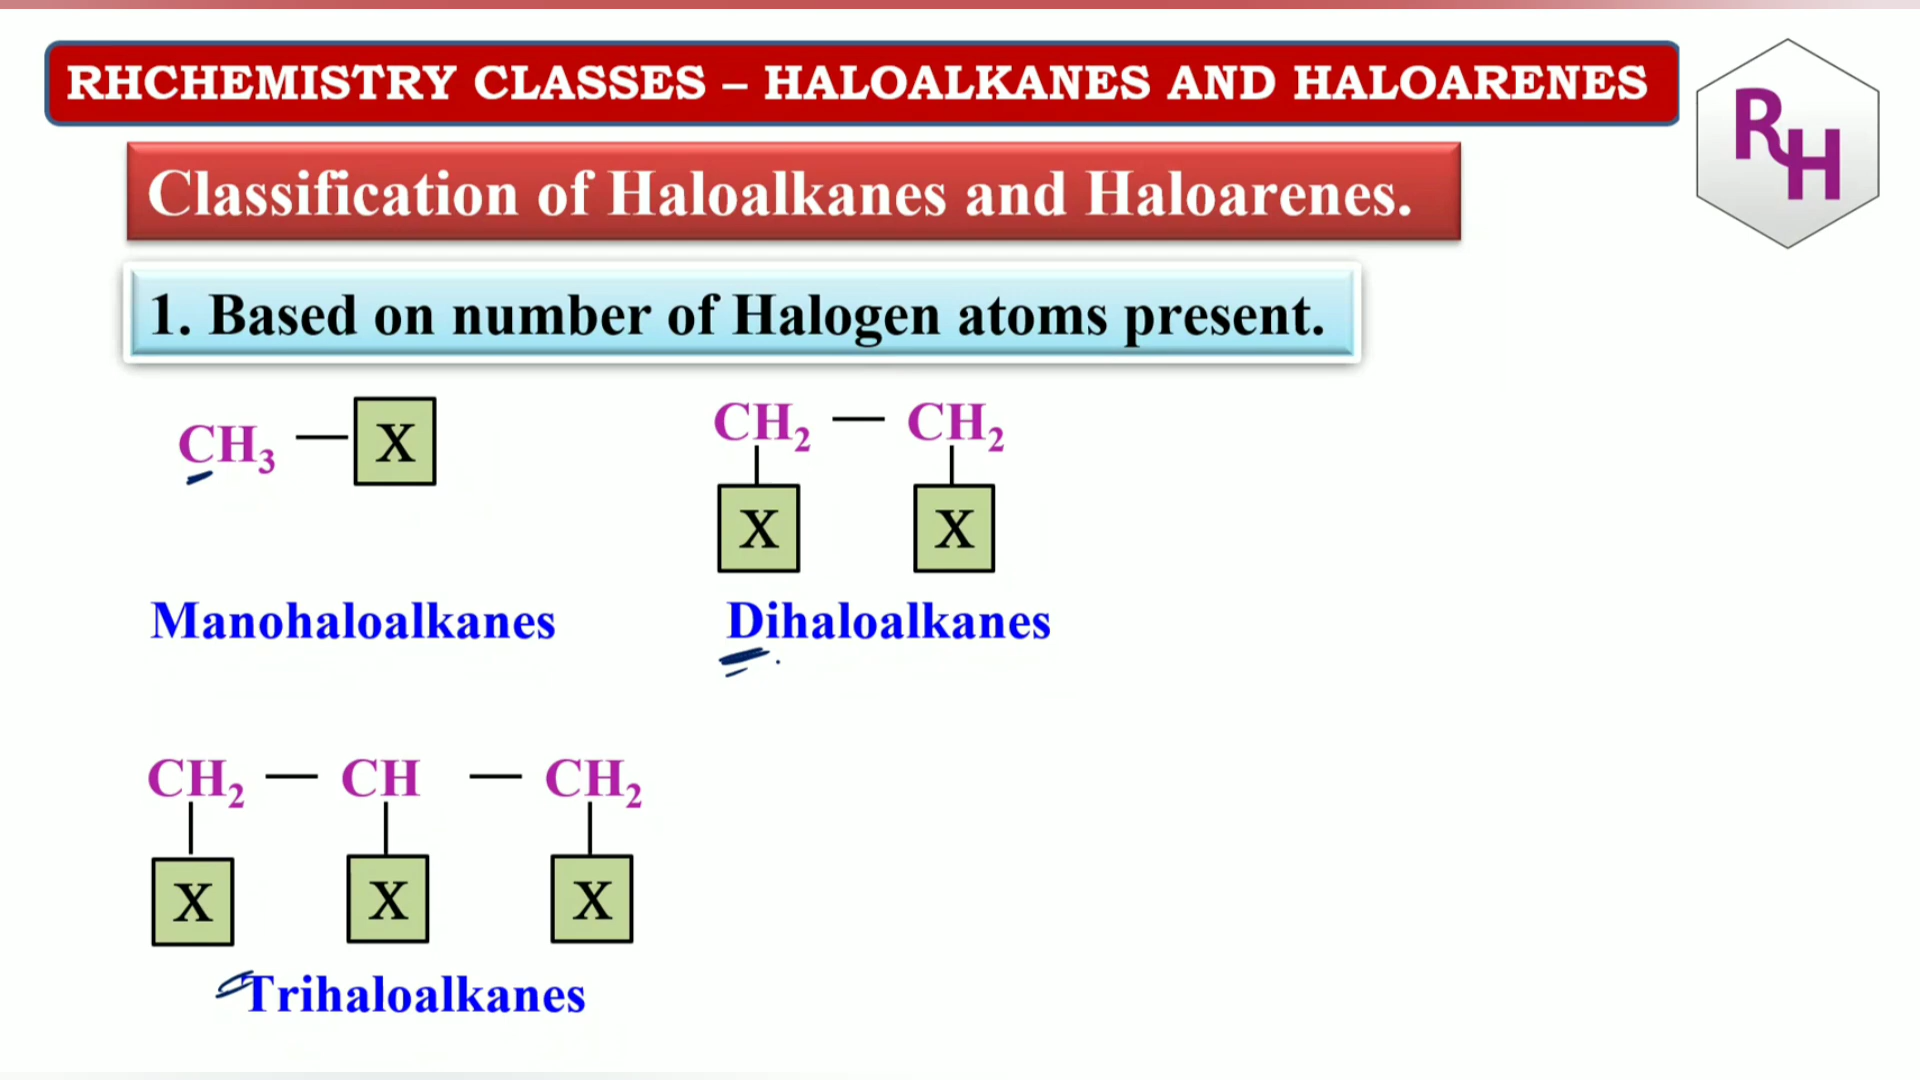 RHCHEMISTRY CLASSES – HALOALKANES AND HALOARENES
RH
Classification of Haloalkanes and Haloarenes.
1. Based on number of Halogen atoms present.
CH₃ — X
CH₂ — CH₂
X X
Manohaloalkanes
Dihaloalkanes
CH₂ — CH — CH₂
X X X
Trihaloalkanes